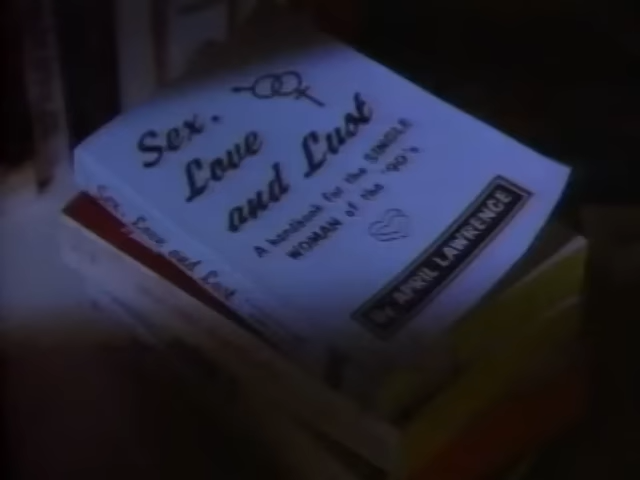 Sex,
Love
and Lust
A handbook for the SINGLE
WOMAN of the '90's
By APRIL LAWRENCE
Sex, Love and Lust